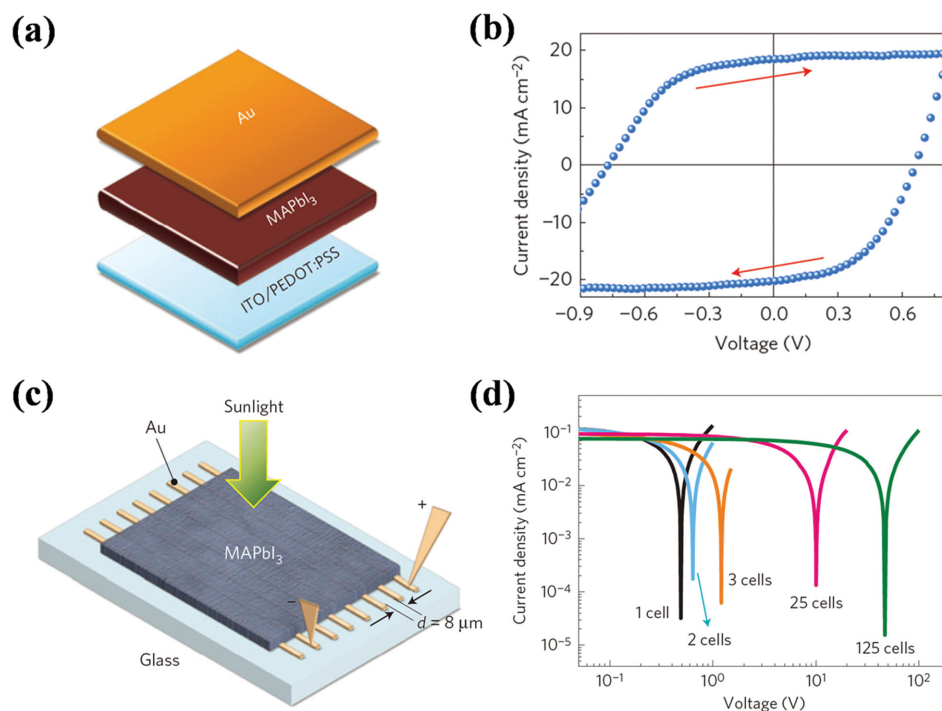 (a)
Au
MAPbI₃
ITO/PEDOT:PSS
(b)
Current density (mA cm⁻²)
20
10
0
−10
−20
−0.9
−0.6
−0.3
0.0
0.3
0.6
Voltage (V)
(c)
Sunlight
Au
MAPbI₃
+
−
d = 8 μm
Glass
(d)
Current density (mA cm⁻²)
10⁻¹
10⁻²
10⁻³
10⁻⁴
10⁻⁵
1 cell
2 cells
3 cells
25 cells
125 cells
10⁻¹
10⁰
10¹
10²
Voltage (V)